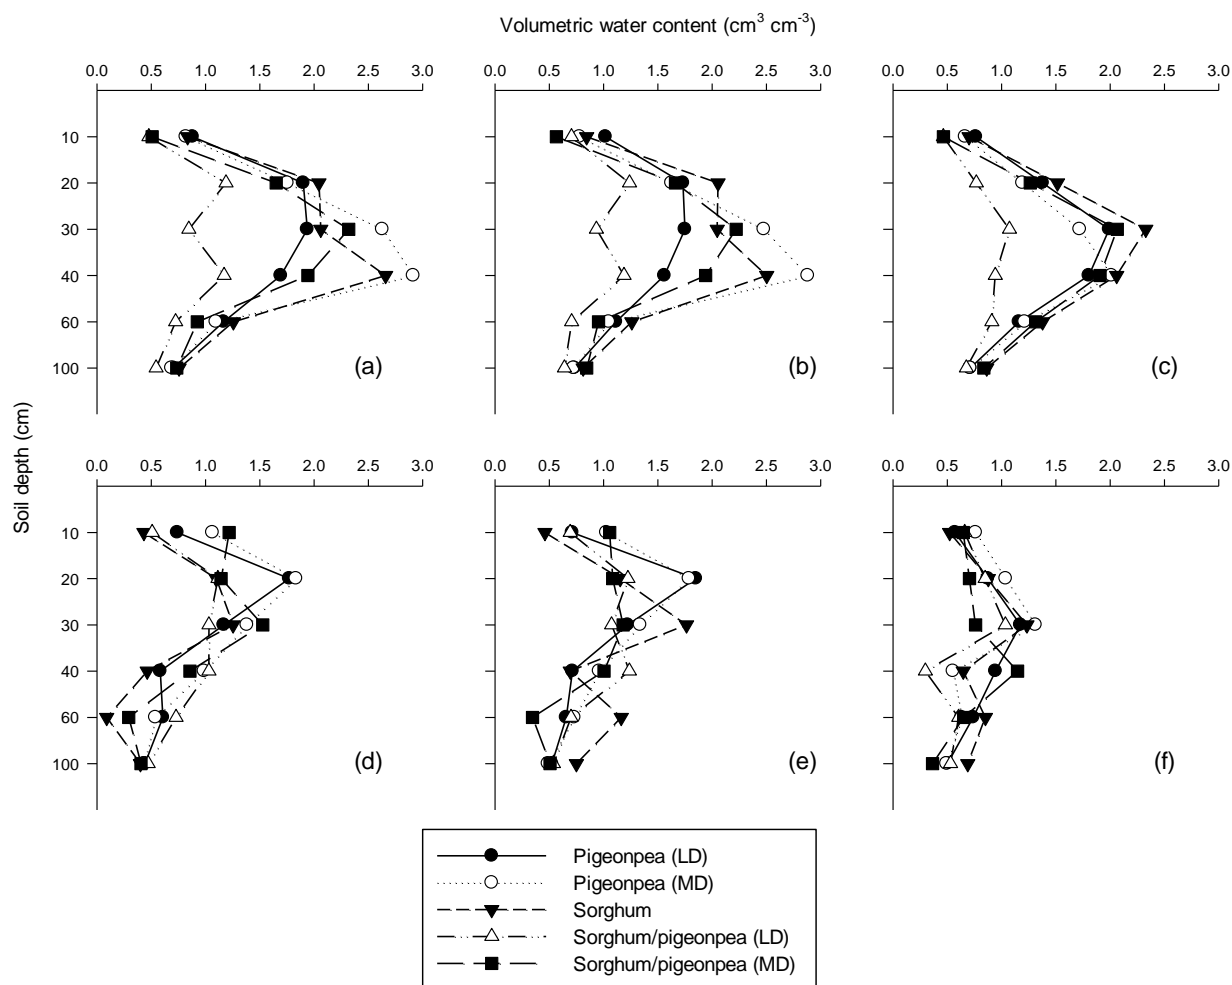 Volumetric water content (cm³ cm⁻³)
0.0 0.5 1.0 1.5 2.0 2.5 3.0
0.0 0.5 1.0 1.5 2.0 2.5 3.0
0.0 0.5 1.0 1.5 2.0 2.5 3.0
10
20
30
40
60
100
(a)
(b)
(c)
Soil depth (cm)
0.0 0.5 1.0 1.5 2.0 2.5 3.0
0.0 0.5 1.0 1.5 2.0 2.5 3.0
0.0 0.5 1.0 1.5 2.0 2.5 3.0
10
20
30
40
60
100
(d)
(e)
(f)
Pigeonpea (LD)
Pigeonpea (MD)
Sorghum
Sorghum/pigeonpea (LD)
Sorghum/pigeonpea (MD)